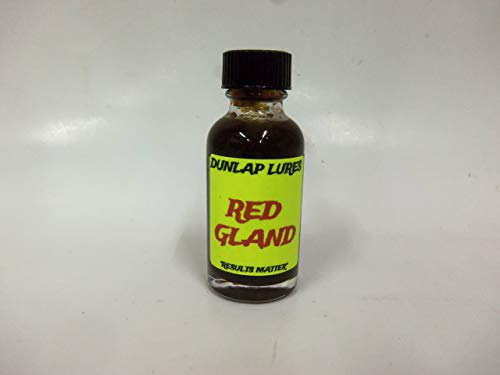 DUNLAP LURES
RED
GLAND
"RESULTS MATTER"